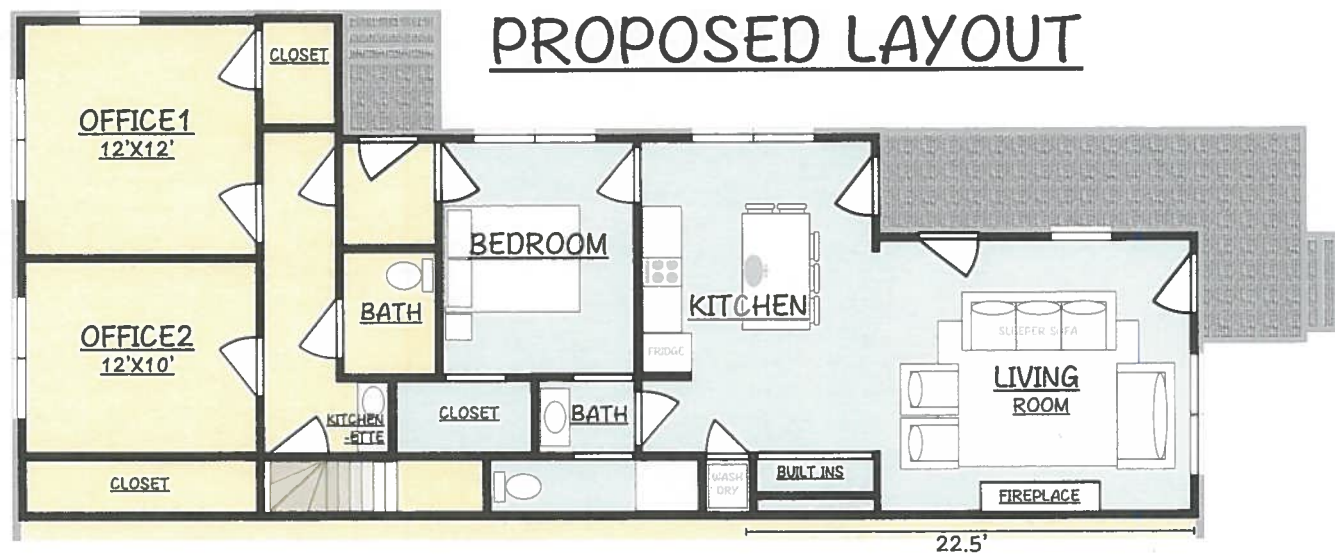 PROPOSED LAYOUT
CLOSET
OFFICE1
12'X12'
BEDROOM
BATH
KITCHEN
OFFICE2
12'X10'
FRIDGE
SLEEPER SOFA
LIVING
ROOM
KITCHEN
-ETTE
CLOSET
BATH
CLOSET
WASH
DRY
BUILT INS
FIREPLACE
22.5'